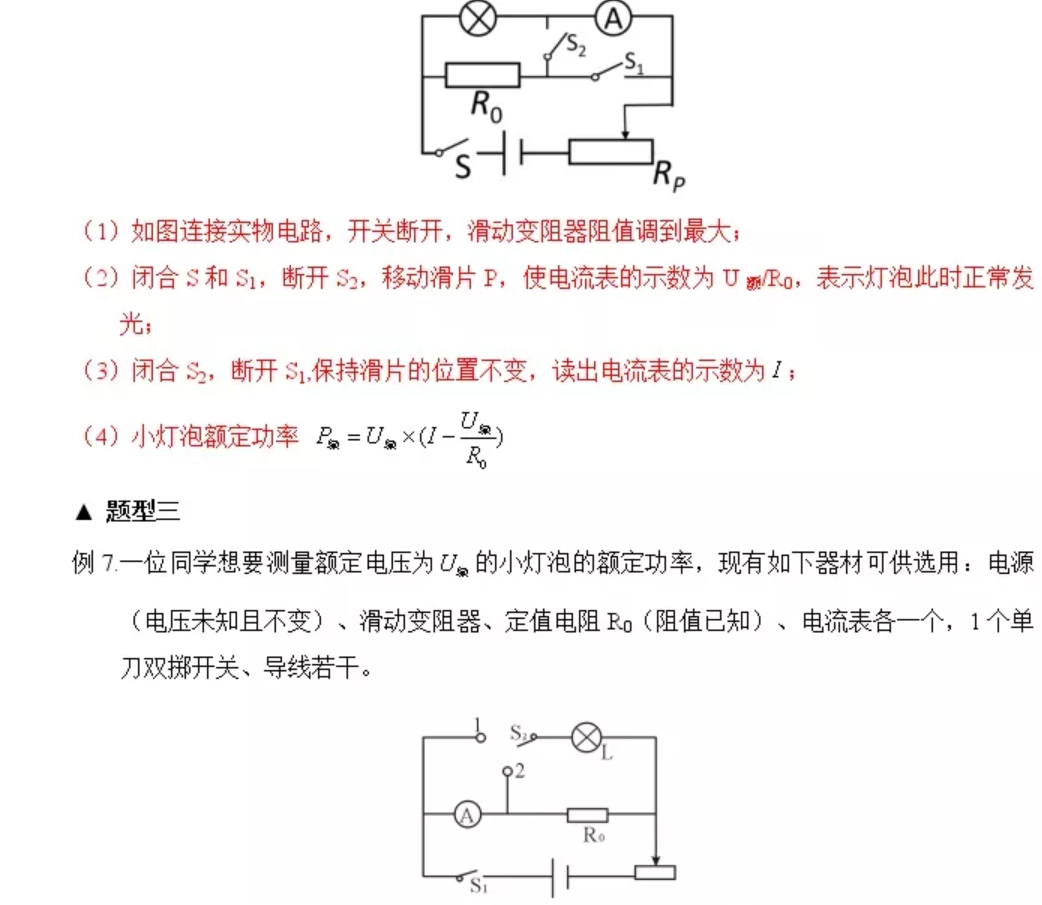 A
S₂
S₁
R₀
S
R_P
（1）如图连接实物电路，开关断开，滑动变阻器阻值调到最大；
（2）闭合 S 和 S₁，断开 S₂，移动滑片 P，使电流表的示数为 U 额/R₀，表示灯泡此时正常发
光；
（3）闭合 S₂，断开 S₁,保持滑片的位置不变，读出电流表的示数为 I；
（4）小灯泡额定功率 P额 = U额 × (I − U额/R₀)
▲ 题型三
例 7.一位同学想要测量额定电压为 U额 的小灯泡的额定功率，现有如下器材可供选用：电源
（电压未知且不变）、滑动变阻器、定值电阻 R₀（阻值已知）、电流表各一个，1 个单
刀双掷开关、导线若干。
1
S₂
L
2
A
R₀
S₁